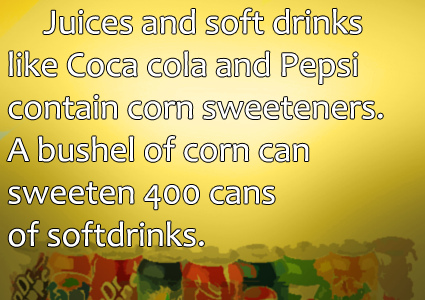 Juices and soft drinks
like Coca cola and Pepsi
contain corn sweeteners.
A bushel of corn can
sweeten 400 cans
of softdrinks.